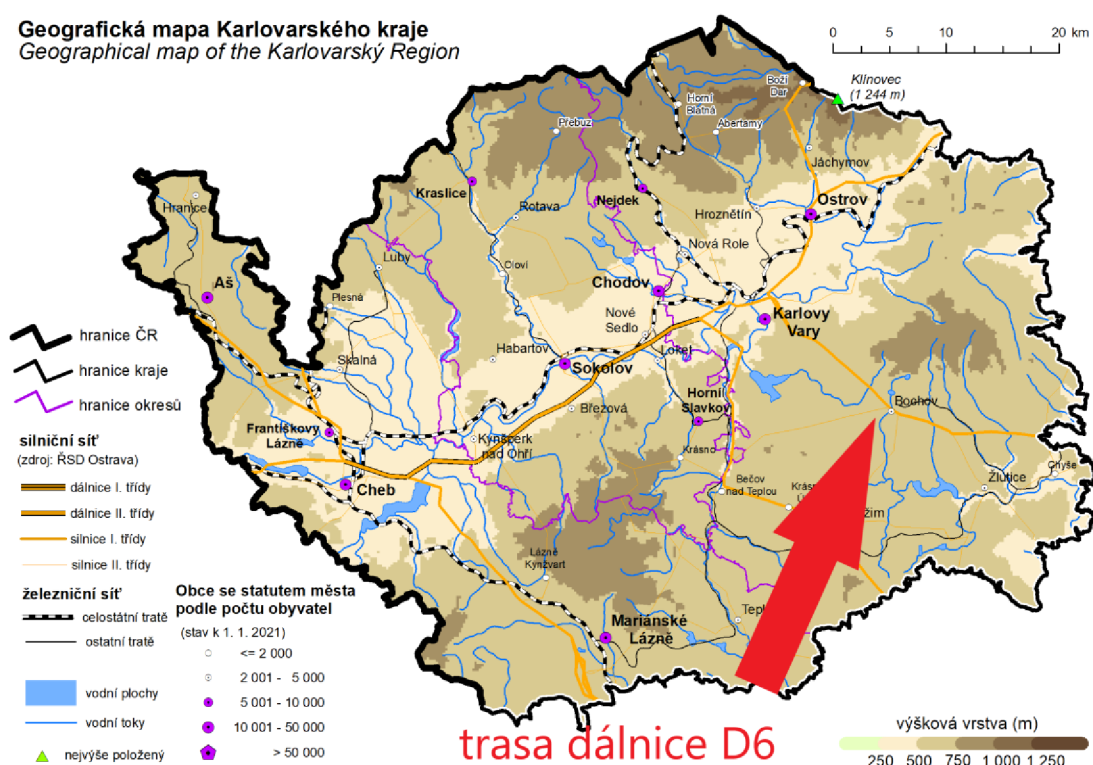 Geografická mapa Karlovarského kraje
Geographical map of the Karlovarský Region
0 5 10 20 km
Klínovec
(1 244 m)
Boží
Dar
Horní
Blatná
Přebuz
Abertamy
Jáchymov
Kraslice
Nejdek
Ostrov
Hranice
Rotava
Hroznětín
Nová Role
Luby
Oloví
Aš
Chodov
Plesná
Karlovy
Vary
Nové
Sedlo
hranice ČR
Skalná
Habartov
Loket
Sokolov
hranice kraje
Horní
Slavkov
Bochov
hranice okresů
Březová
Františkovy
Lázně
Kynšperk
nad Ohří
silniční síť
(zdroj: ŘSD Ostrava)
Krásno
Chyše
Žlutice
Cheb
Bečov
nad Teplou
Krás
Ú
dálnice I. třídy
dálnice II. třídy
žim
silnice I. třídy
Lázně
Kynžvart
silnice II. třídy
železniční síť
Obce se statutem města
podle počtu obyvatel
(stav k 1. 1. 2021)
celostátní tratě
ostatní tratě
Mariánské
Lázně
Tepl
<= 2 000
2 001 - 5 000
vodní plochy
5 001 - 10 000
vodní toky
10 001 - 50 000
nejvýše položený
> 50 000
trasa dálnice D6
výšková vrstva (m)
250 500 750 1 000 1 250